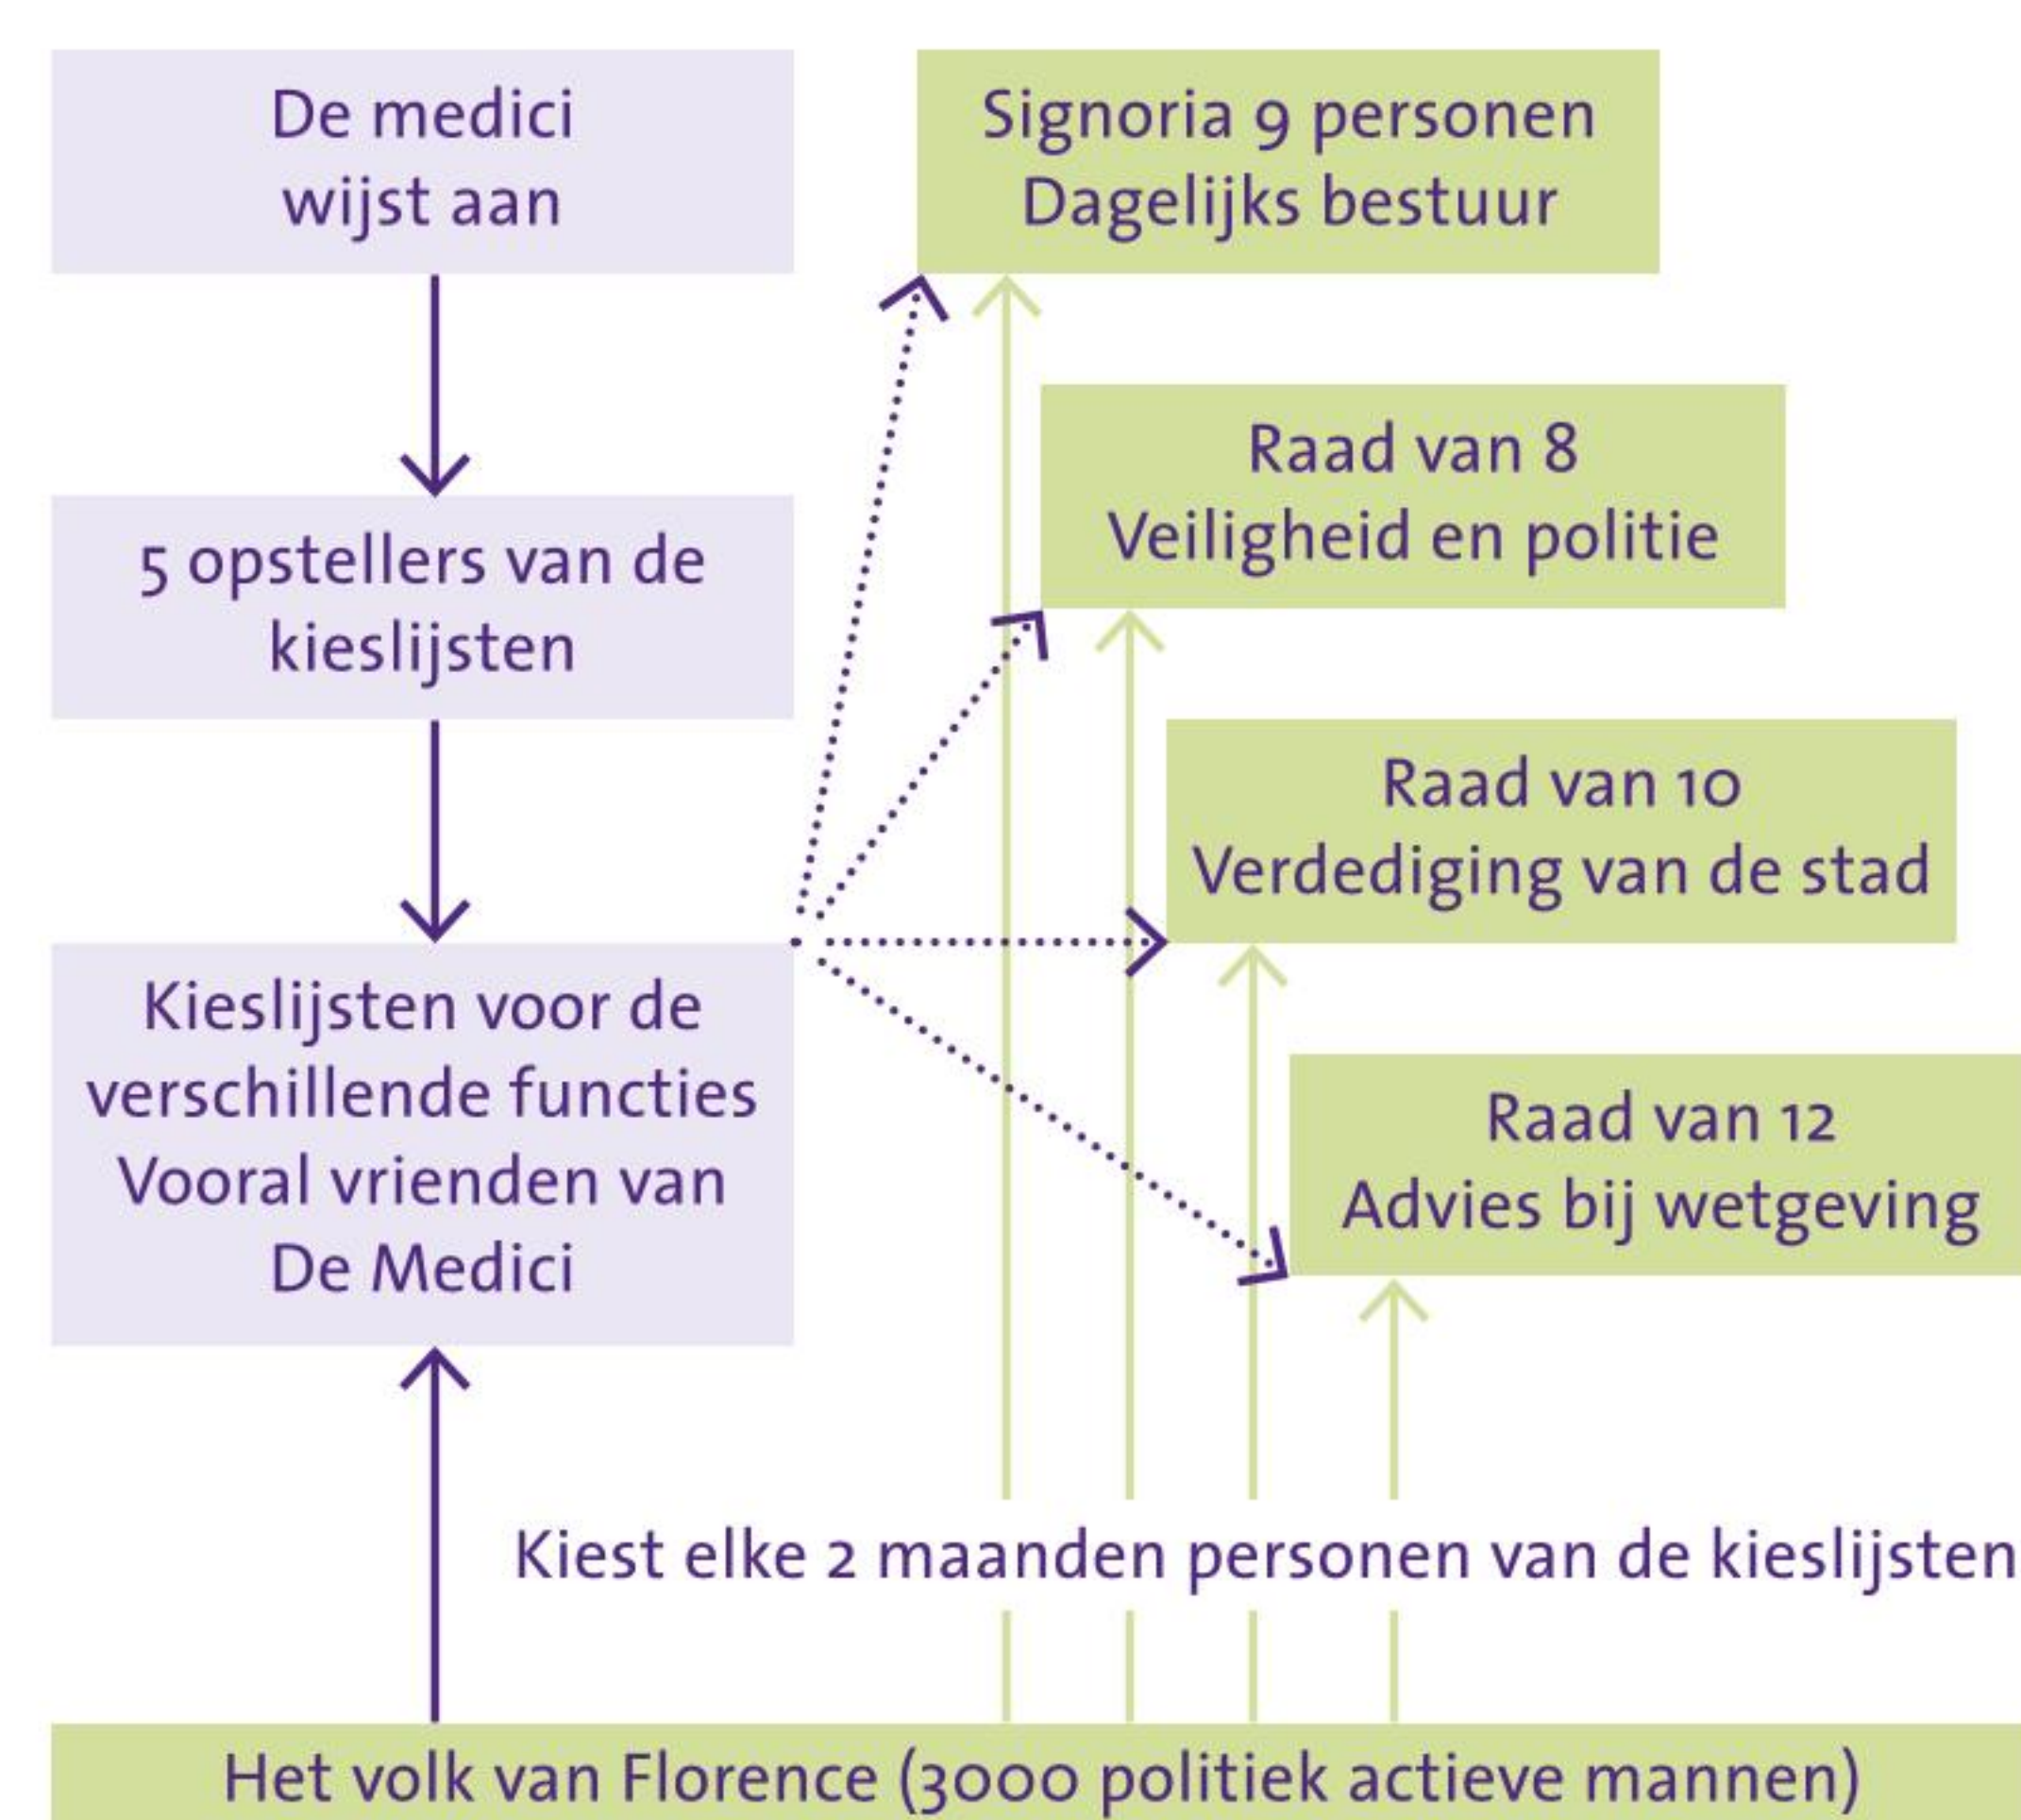 De medici
wijst aan
Signoria 9 personen
Dagelijks bestuur
Raad van 8
Veiligheid en politie
5 opstellers van de
kieslijsten
Raad van 10
Verdediging van de stad
Kieslijsten voor de
verschillende functies
Vooral vrienden van
De Medici
Raad van 12
Advies bij wetgeving
Kiest elke 2 maanden personen van de kieslijsten
Het volk van Florence (3000 politiek actieve mannen)